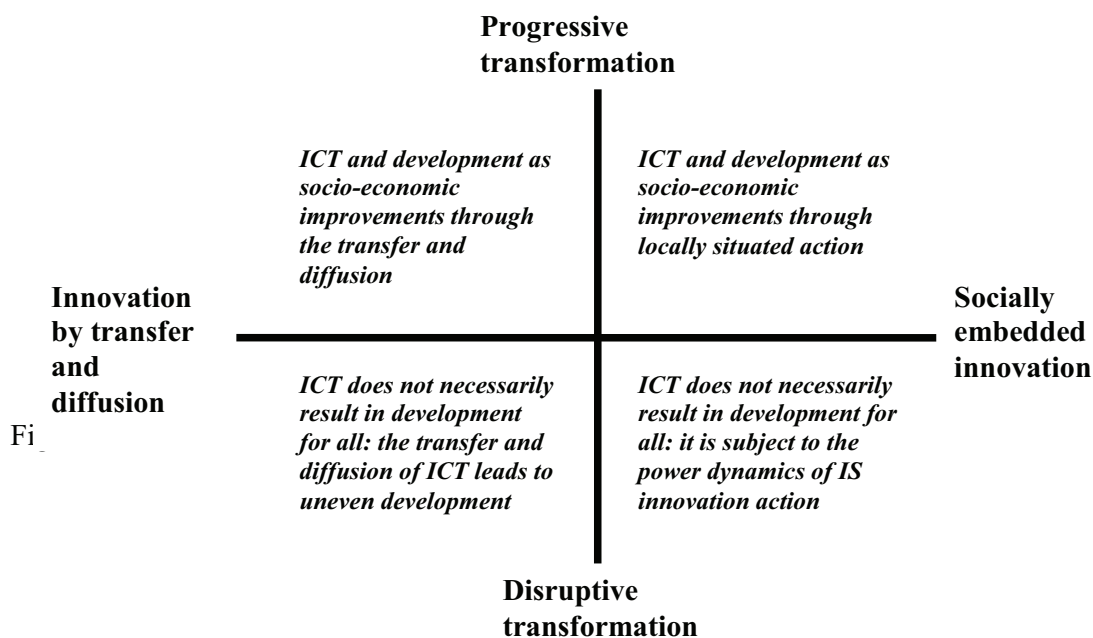 Progressive
transformation
ICT and development as
socio-economic
improvements through
the transfer and
diffusion
ICT and development as
socio-economic
improvements through
locally situated action
Innovation
by transfer
and
diffusion
Socially
embedded
innovation
ICT does not necessarily
result in development
for all: the transfer and
diffusion of ICT leads to
uneven development
ICT does not necessarily
result in development for
all: it is subject to the
power dynamics of IS
innovation action
Disruptive
transformation